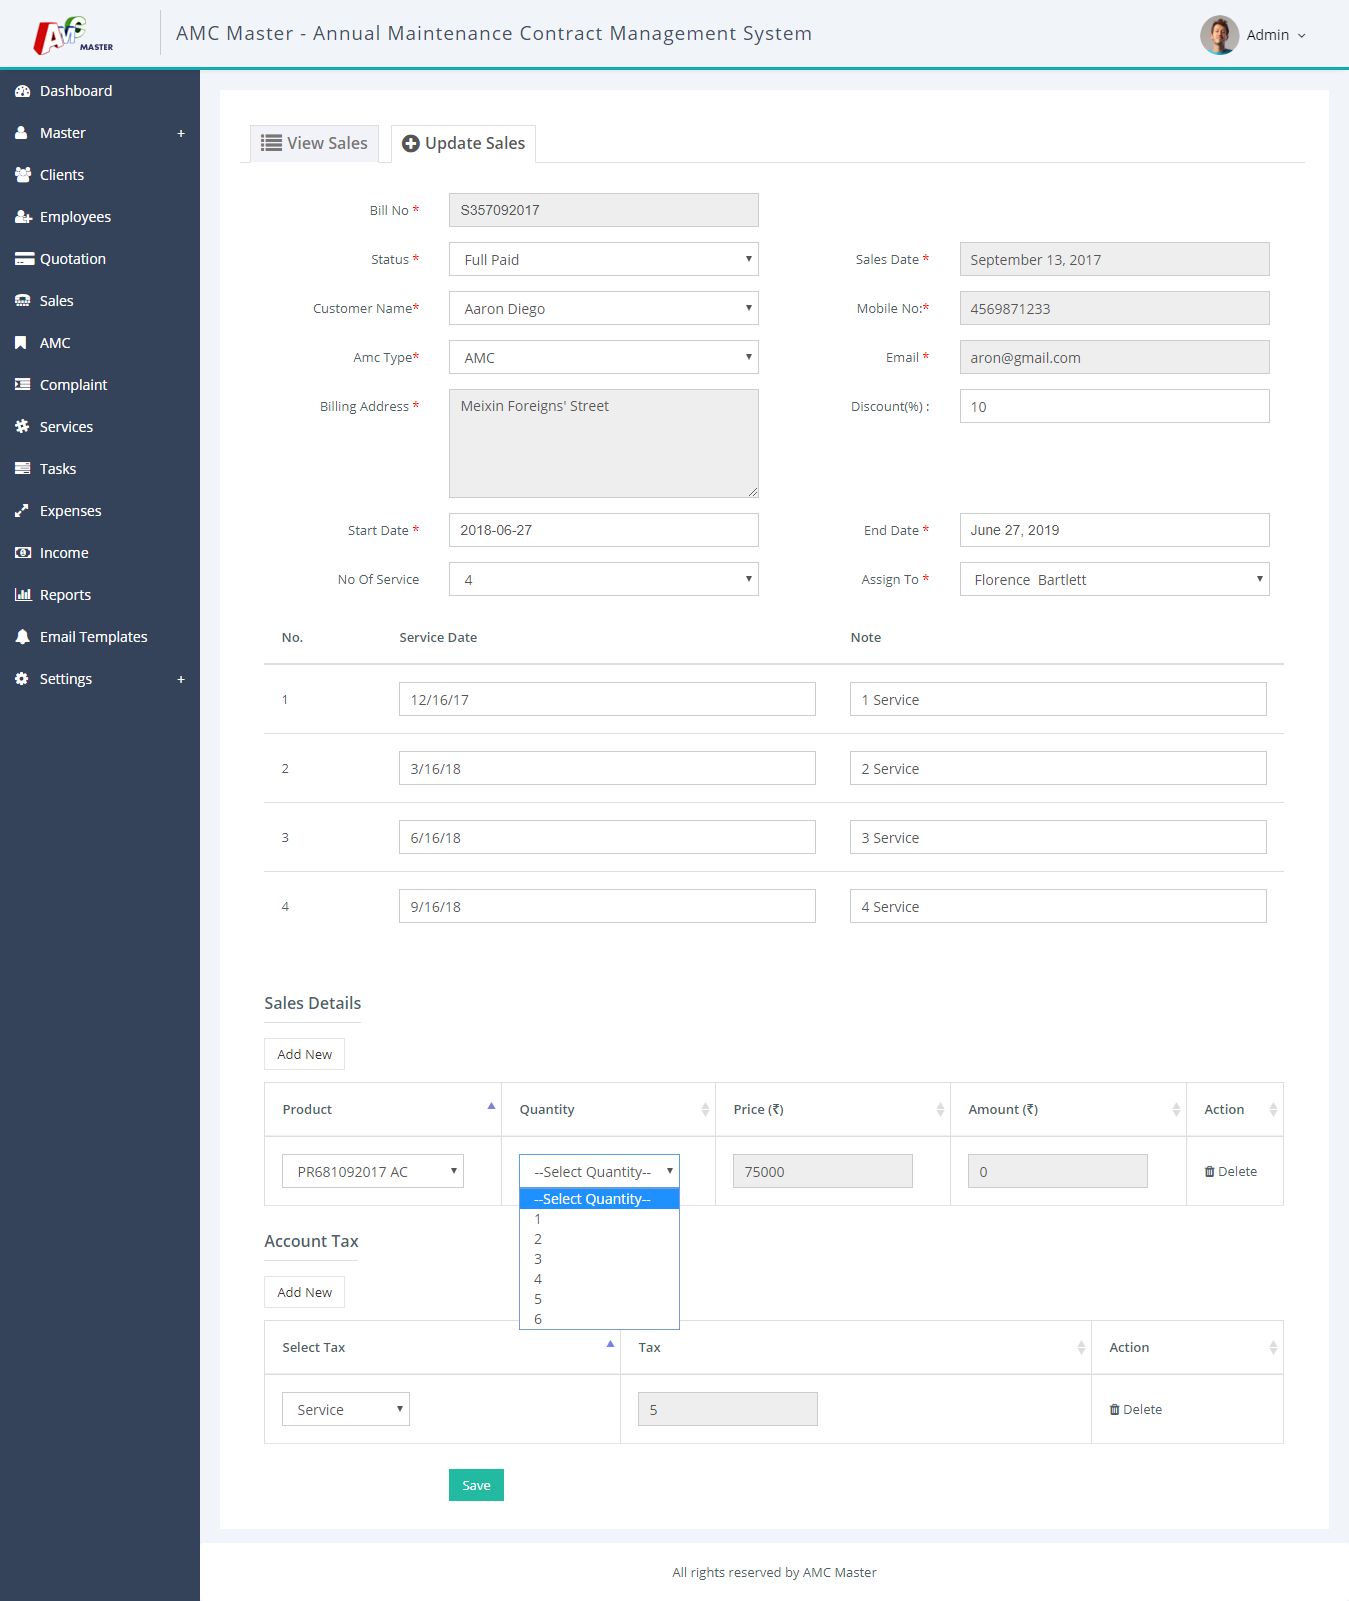 AMC MASTER
AMC Master - Annual Maintenance Contract Management System
Admin
Dashboard
Master +
Clients
Employees
Quotation
Sales
AMC
Complaint
Services
Tasks
Expenses
Income
Reports
Email Templates
Settings +
View Sales Update Sales
Bill No * S357092017
Status * Full Paid Sales Date * September 13, 2017
Customer Name* Aaron Diego Mobile No:* 4569871233
Amc Type* AMC Email * aron@gmail.com
Billing Address * Meixin Foreigns' Street Discount(%) : 10
Start Date * 2018-06-27 End Date * June 27, 2019
No Of Service 4 Assign To * Florence Bartlett
No. Service Date Note
1 12/16/17 1 Service
2 3/16/18 2 Service
3 6/16/18 3 Service
4 9/16/18 4 Service
Sales Details
Add New
Product Quantity Price (₹) Amount (₹) Action
PR681092017 AC --Select Quantity-- 75000 0 Delete
--Select Quantity--
1
2
3
4
5
6
Account Tax
Add New
Select Tax Tax Action
Service 5 Delete
Save
All rights reserved by AMC Master